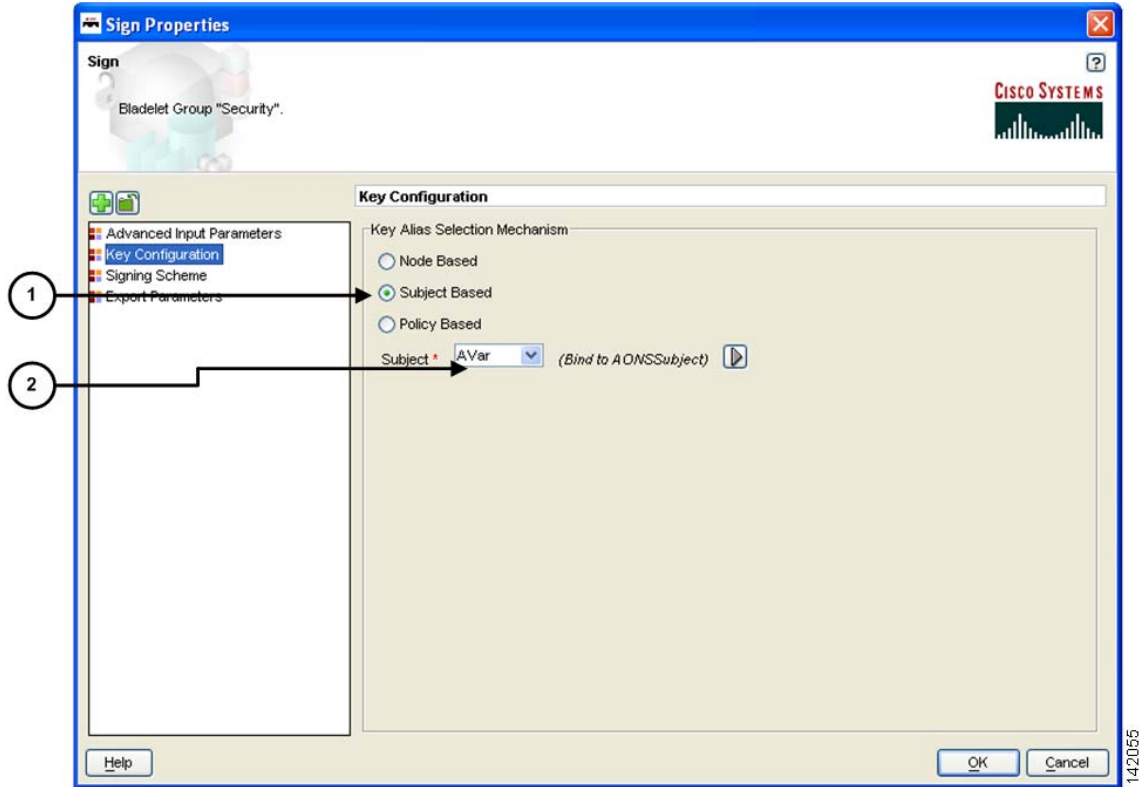 Sign Properties
Sign
?
Bladelet Group "Security".
CISCO SYSTEMS
Key Configuration
Advanced Input Parameters
Key Configuration
Signing Scheme
Export Parameters
Key Alias Selection Mechanism
Node Based
Subject Based
Policy Based
Subject * AVar (Bind to AONSSubject)
1
2
Help
OK
Cancel
142055